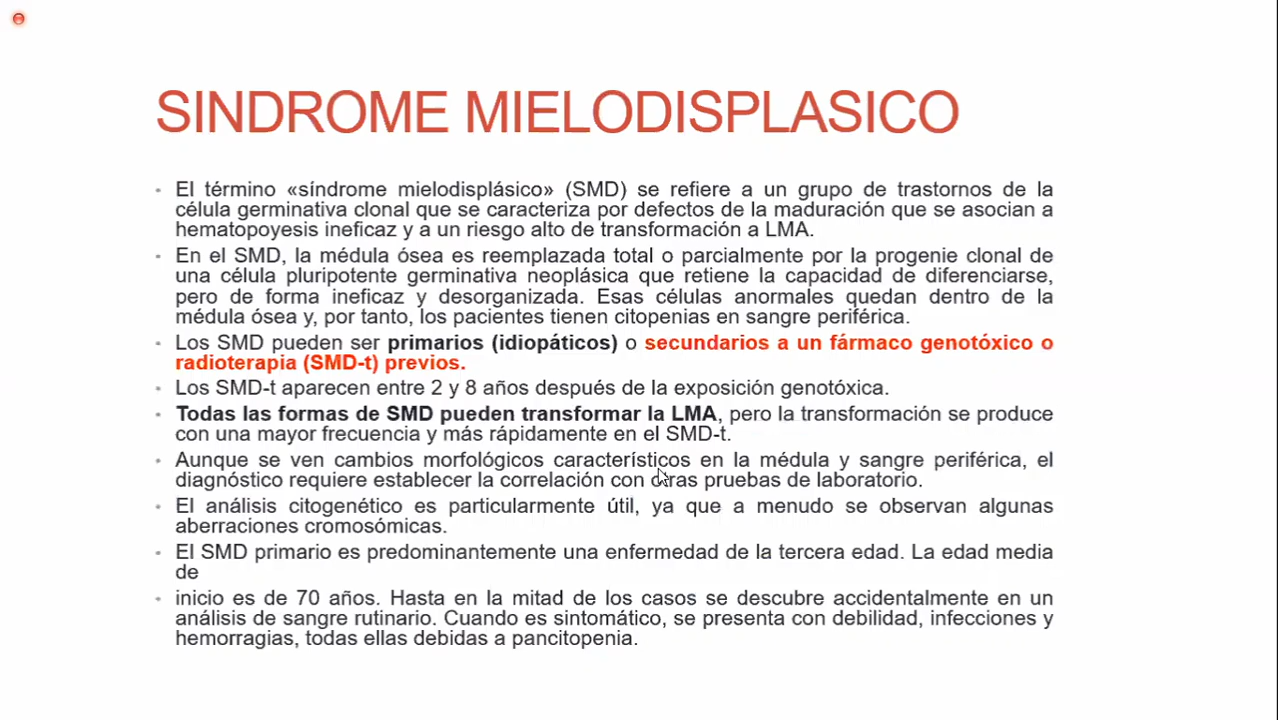 SINDROME MIELODISPLASICO
• El término «síndrome mielodisplásico» (SMD) se refiere a un grupo de trastornos de la
célula germinativa clonal que se caracteriza por defectos de la maduración que se asocian a
hematopoyesis ineficaz y a un riesgo alto de transformación a LMA.
• En el SMD, la médula ósea es reemplazada total o parcialmente por la progenie clonal de
una célula pluripotente germinativa neoplásica que retiene la capacidad de diferenciarse,
pero de forma ineficaz y desorganizada. Esas células anormales quedan dentro de la
médula ósea y, por tanto, los pacientes tienen citopenias en sangre periférica.
• Los SMD pueden ser primarios (idiopáticos) o secundarios a un fármaco genotóxico o
radioterapia (SMD-t) previos.
• Los SMD-t aparecen entre 2 y 8 años después de la exposición genotóxica.
• Todas las formas de SMD pueden transformar la LMA, pero la transformación se produce
con una mayor frecuencia y más rápidamente en el SMD-t.
• Aunque se ven cambios morfológicos característicos en la médula y sangre periférica, el
diagnóstico requiere establecer la correlación con otras pruebas de laboratorio.
• El análisis citogenético es particularmente útil, ya que a menudo se observan algunas
aberraciones cromosómicas.
• El SMD primario es predominantemente una enfermedad de la tercera edad. La edad media
de
• inicio es de 70 años. Hasta en la mitad de los casos se descubre accidentalmente en un
análisis de sangre rutinario. Cuando es sintomático, se presenta con debilidad, infecciones y
hemorragias, todas ellas debidas a pancitopenia.